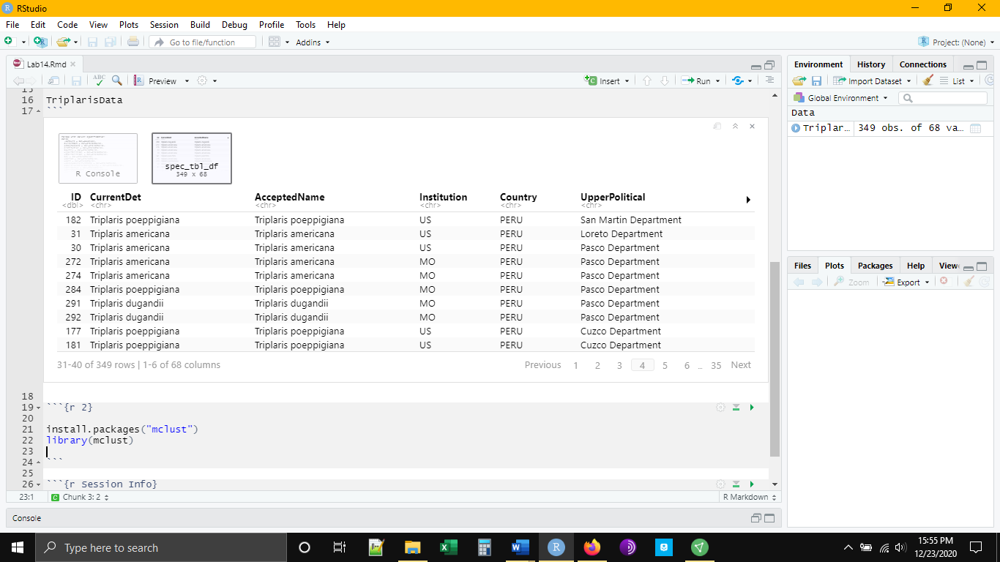 RStudio
File Edit Code View Plots Session Build Debug Profile Tools Help
Go to file/function Addins Project: (None)
Lab14.Rmd
ABC Preview Insert Run
15
16 TriplarisData
17 ```
R Console
spec_tbl_df
349 x 68
ID CurrentDet AcceptedName Institution Country UpperPolitical
<dbl> <chr> <chr> <chr> <chr> <chr>
182 Triplaris poeppigiana Triplaris poeppigiana US PERU San Martin Department
31 Triplaris americana Triplaris americana US PERU Loreto Department
30 Triplaris americana Triplaris americana US PERU Pasco Department
272 Triplaris americana Triplaris americana MO PERU Pasco Department
274 Triplaris americana Triplaris americana MO PERU Pasco Department
284 Triplaris poeppigiana Triplaris poeppigiana MO PERU Pasco Department
291 Triplaris dugandii Triplaris dugandii MO PERU Pasco Department
292 Triplaris dugandii Triplaris dugandii MO PERU Pasco Department
177 Triplaris poeppigiana Triplaris poeppigiana US PERU Cuzco Department
181 Triplaris poeppigiana Triplaris poeppigiana US PERU Cuzco Department
31-40 of 349 rows | 1-6 of 68 columns Previous 1 2 3 4 5 6 ... 35 Next
18
19 ```{r 2}
20
21 install.packages("mclust")
22 library(mclust)
23
24 ```
25
26 ```{r Session Info}
23:1 Chunk 3: 2 R Markdown
Console
Environment History Connections
Import Dataset List
Global Environment
Data
Triplar... 349 obs. of 68 va...
Files Plots Packages Help Viewe
Zoom Export
Type here to search
15:55 PM
12/23/2020